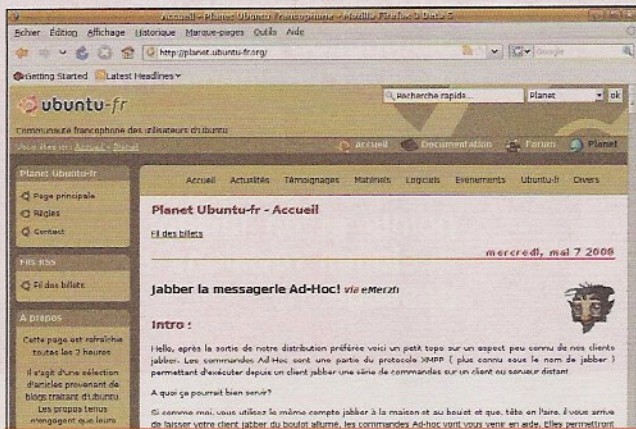 Accueil - Planet Ubuntu Francophone - Mozilla Firefox 3 Beta 5
Fichier Édition Affichage Historique Marque-pages Outils Aide
http://planet.ubuntu-fr.org/
Google
Getting Started Latest Headlines
ubuntu-fr
Recherche rapide... Planet ok
Communauté francophone des utilisateurs d'ubuntu
Vous êtes ici: Accueil » Planet
Accueil Documentation Forum Planet
Planet Ubuntu-fr
Page principale
Règles
Contact
Fils RSS
Fil des billets
A propos
Cette page est rafraîchie
toutes les 2 heures
Il s'agit d'une sélection
d'articles provenant de
blogs traitant d'ubuntu.
Les propos tenus
n'engagent que leurs
Accueil Actualités Témoignages Matériels Logiciels Evenements Ubuntu-fr Divers
Planet Ubuntu-fr - Accueil
Fil des billets
mercredi, mai 7 2008
Jabber la messagerie Ad-Hoc! via eMerzh
Intro :
Hello, après la sortie de notre distribution préférée voici un petit topo sur un aspect peu connu de nos clients
jabber. Les commandes Ad-Hoc sont une partie du protocole XMPP ( plus connu sous le nom de jabber )
permettant d'exécuter depuis un client jabber une série de commandes sur un client ou serveur distant.
A quoi ça pourrait bien servir?
Si comme moi, vous utilisez le même compte jabber à la maison et au boulot et que, tête en l'aire, il vous arrive
de laisser votre client jabber du boulot allumé, les commandes Ad-hoc vont vous venir en aide. Elles permettront